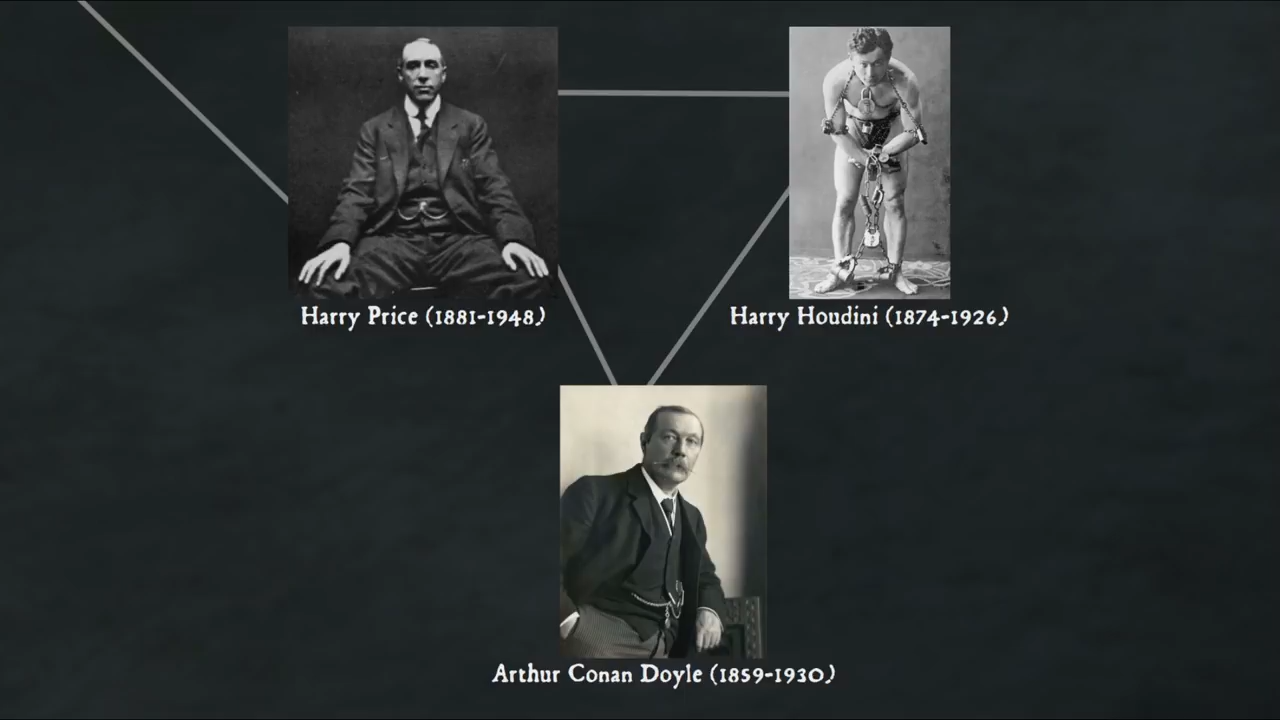 Harry Price (1881-1948)
Harry Houdini (1874-1926)
Arthur Conan Doyle (1859-1930)